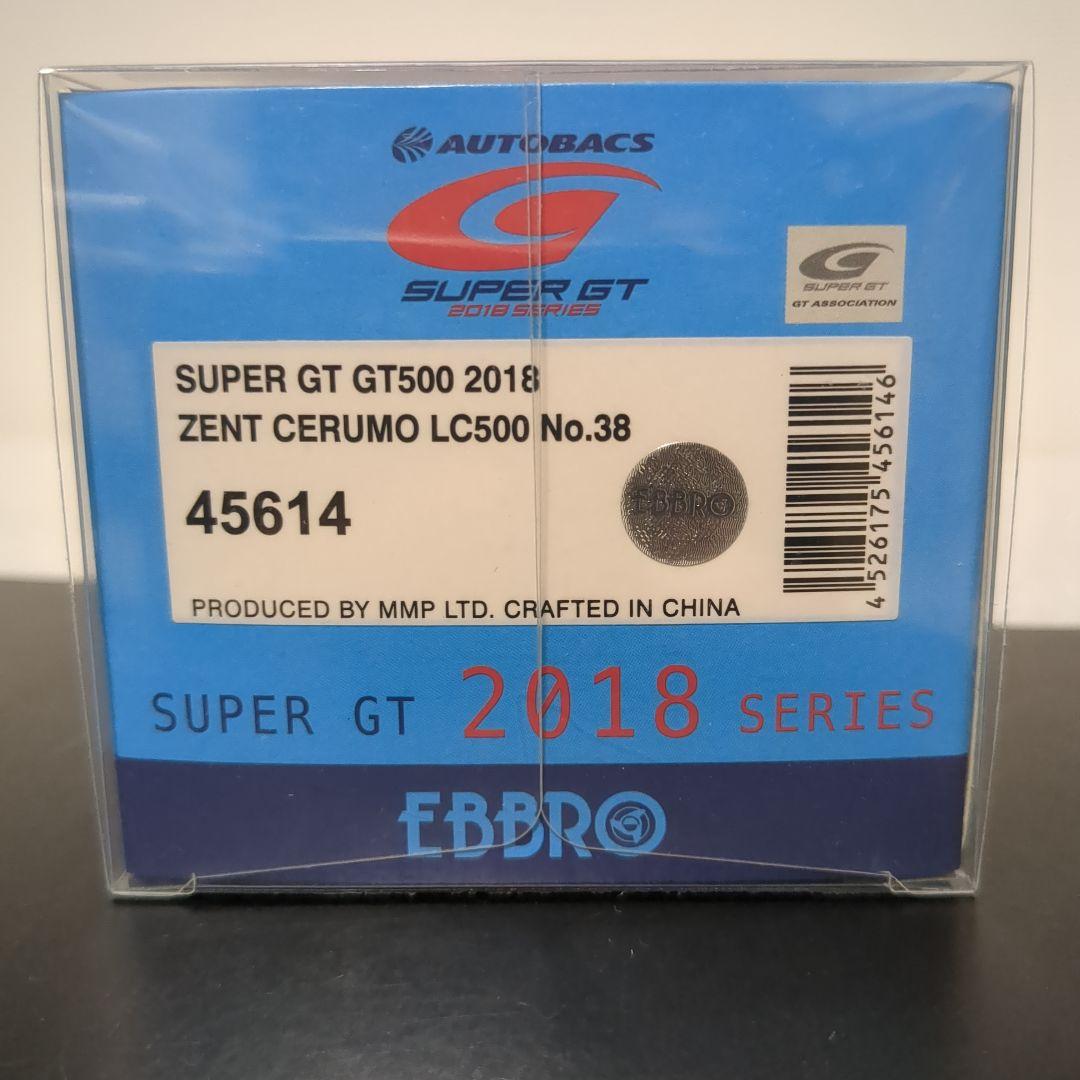 AUTOBACS
SUPER GT
2018 SERIES
SUPER GT
GT ASSOCIATION
SUPER GT GT500 2018
ZENT CERUMO LC500 No.38
45614
EBBRO
4 526175 456146
PRODUCED BY MMP LTD. CRAFTED IN CHINA
SUPER GT 2018 SERIES
EBBRO